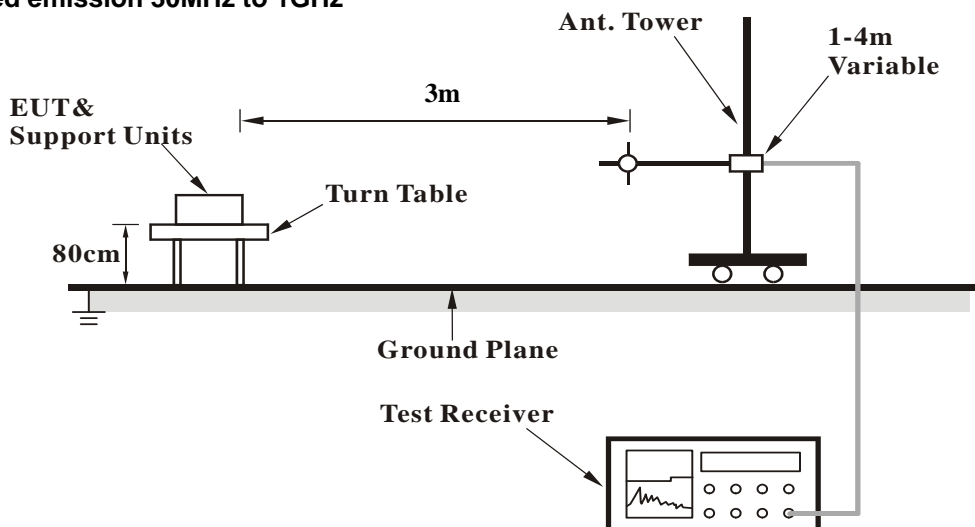 Ant. Tower
1-4m
Variable
3m
EUT&
Support Units
Turn Table
80cm
Ground Plane
Test Receiver